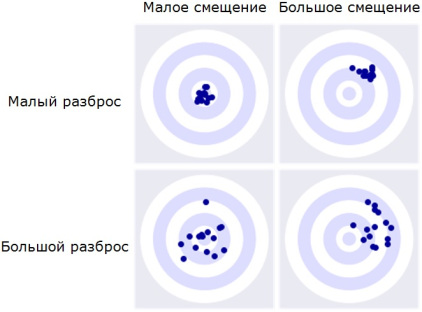 Малое смещение
Большое смещение
Малый разброс
Большой разброс